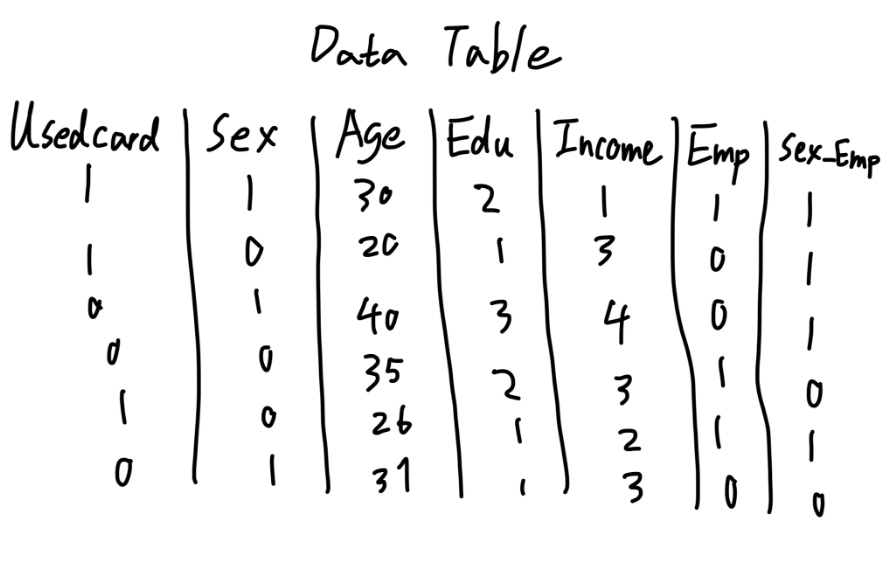 Data Table
Usedcard Sex Age Edu Income Emp Sex_Emp
1 1 30 2 1 1 1
1 0 20 1 3 0 1
0 1 40 3 4 0 1
0 0 35 2 3 1 0
1 0 26 1 2 1 1
0 1 31 1 3 0 0